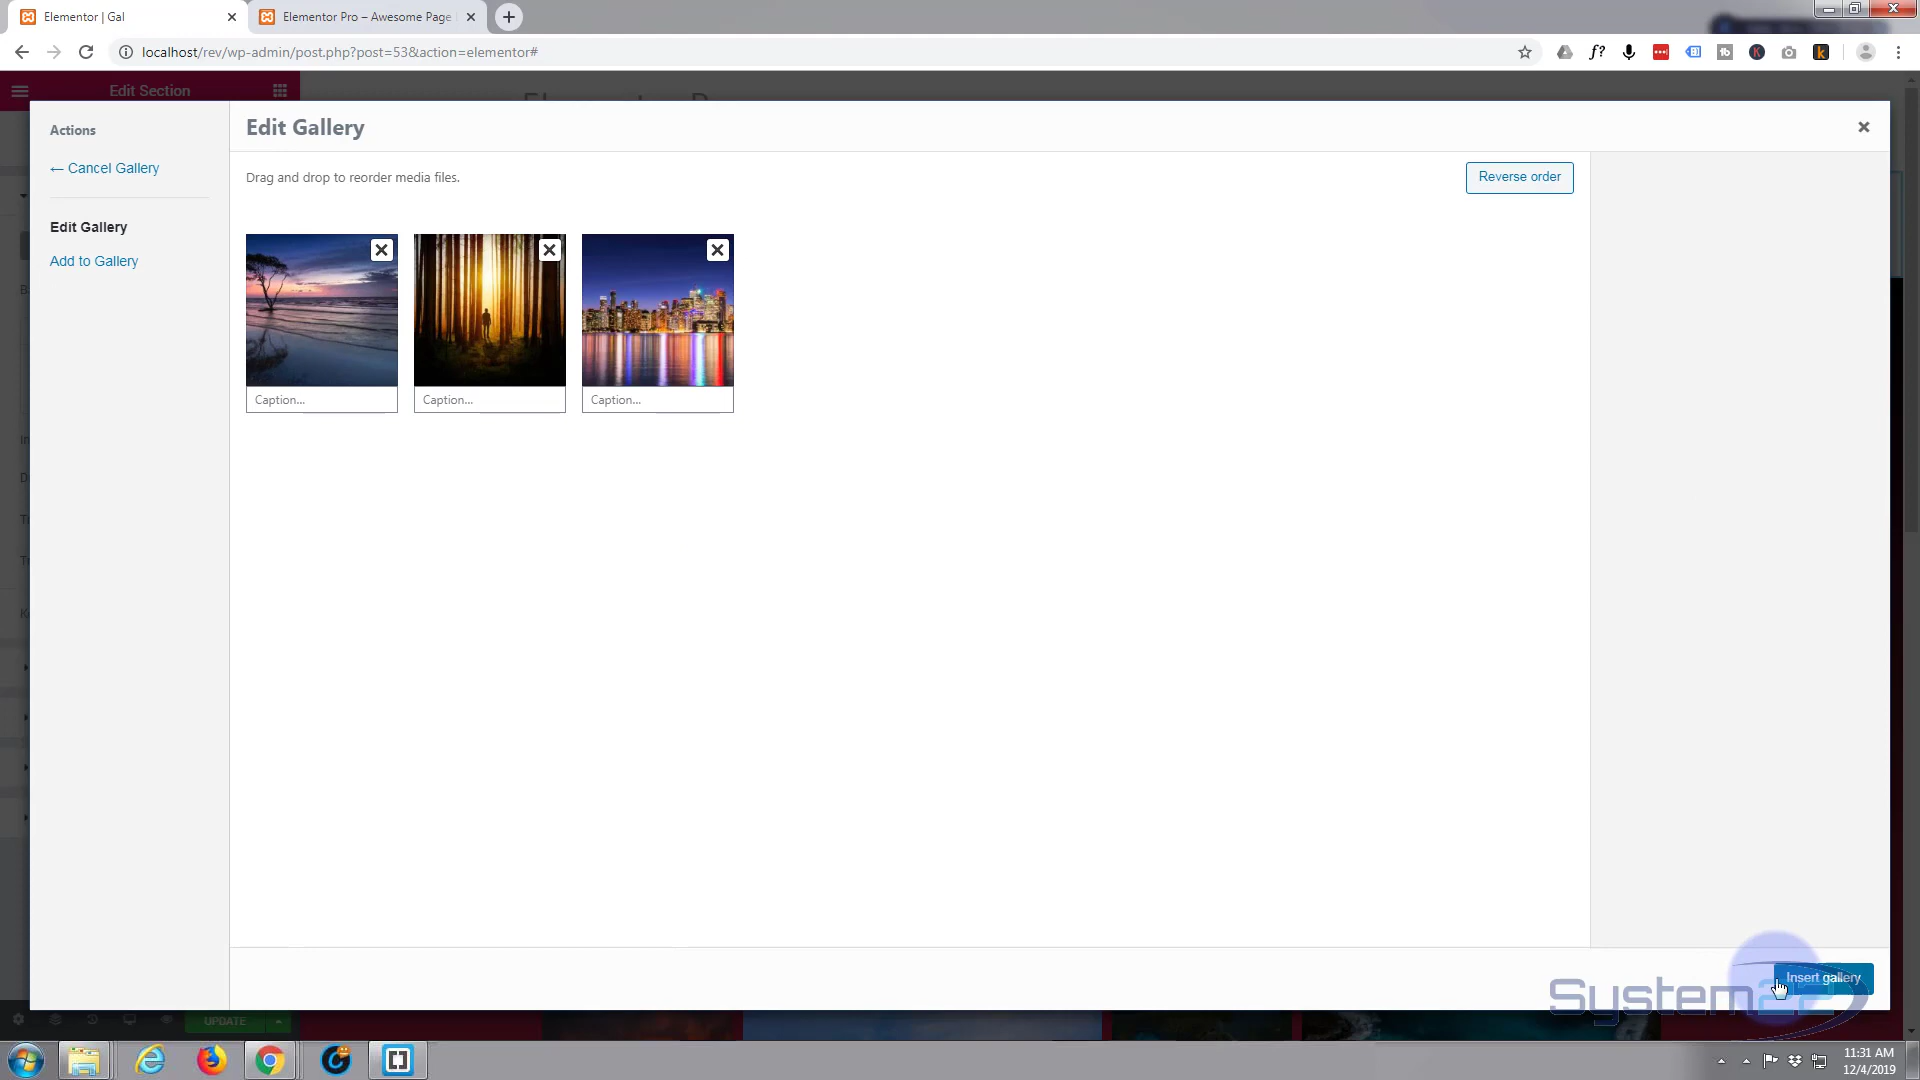 Elementor | Gal
Elementor Pro – Awesome Page
localhost/rev/wp-admin/post.php?post=53&action=elementor#
Edit Section
Actions
Edit Gallery
← Cancel Gallery
Drag and drop to reorder media files.
Reverse order
Edit Gallery
Add to Gallery
Caption...
Caption...
Caption...
Insert gallery
System22
UPDATE
11:31 AM
12/4/2019